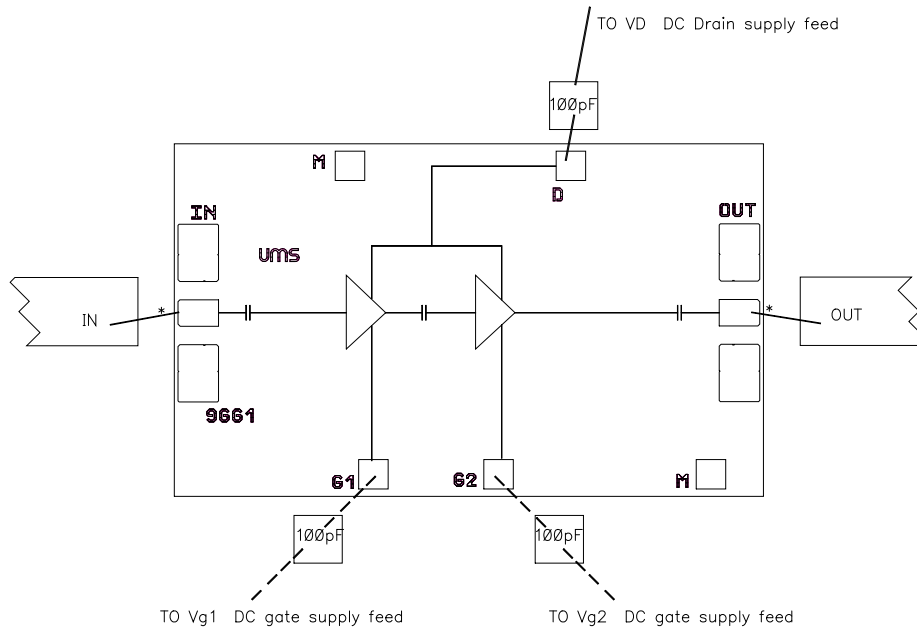 TO VD DC Drain supply feed
100pF
M
D
IN
OUT
UMS
IN
*
*
OUT
9661
G1
G2
M
100pF
100pF
TO Vg1 DC gate supply feed
TO Vg2 DC gate supply feed